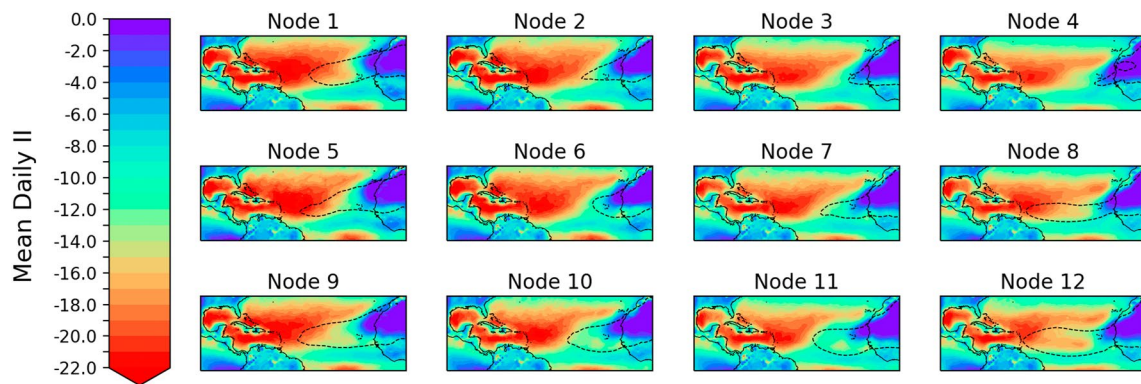 Mean Daily II
0.0
-2.0
-4.0
-6.0
-8.0
-10.0
-12.0
-14.0
-16.0
-18.0
-20.0
-22.0
Node 1
Node 2
Node 3
Node 4
Node 5
Node 6
Node 7
Node 8
Node 9
Node 10
Node 11
Node 12